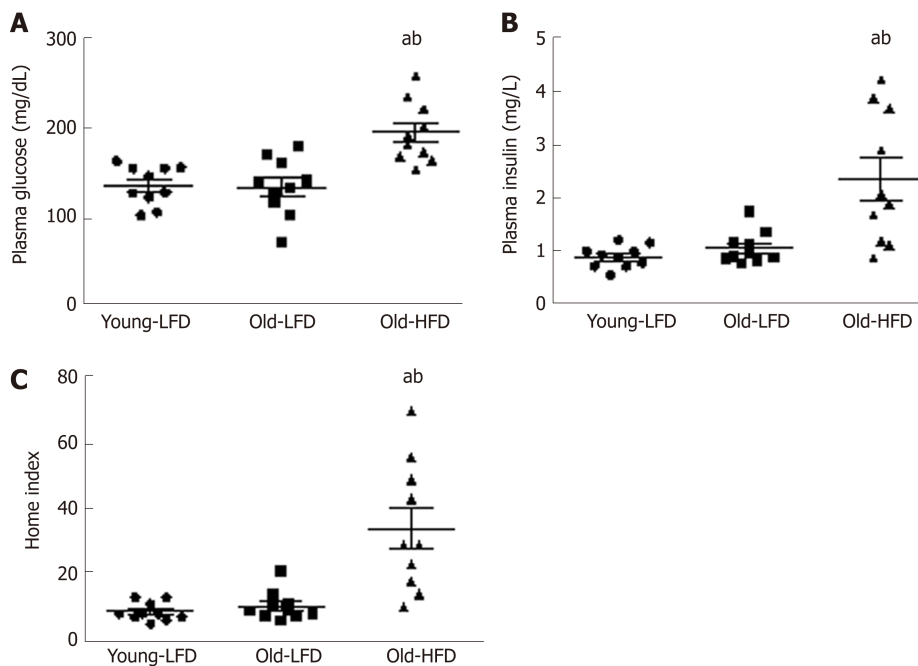 A
Plasma glucose (mg/dL)
300
200
100
0
ab
Young-LFD Old-LFD Old-HFD
B
Plasma insulin (mg/L)
5
4
3
2
1
0
ab
Young-LFD Old-LFD Old-HFD
C
Home index
80
60
40
20
0
ab
Young-LFD Old-LFD Old-HFD